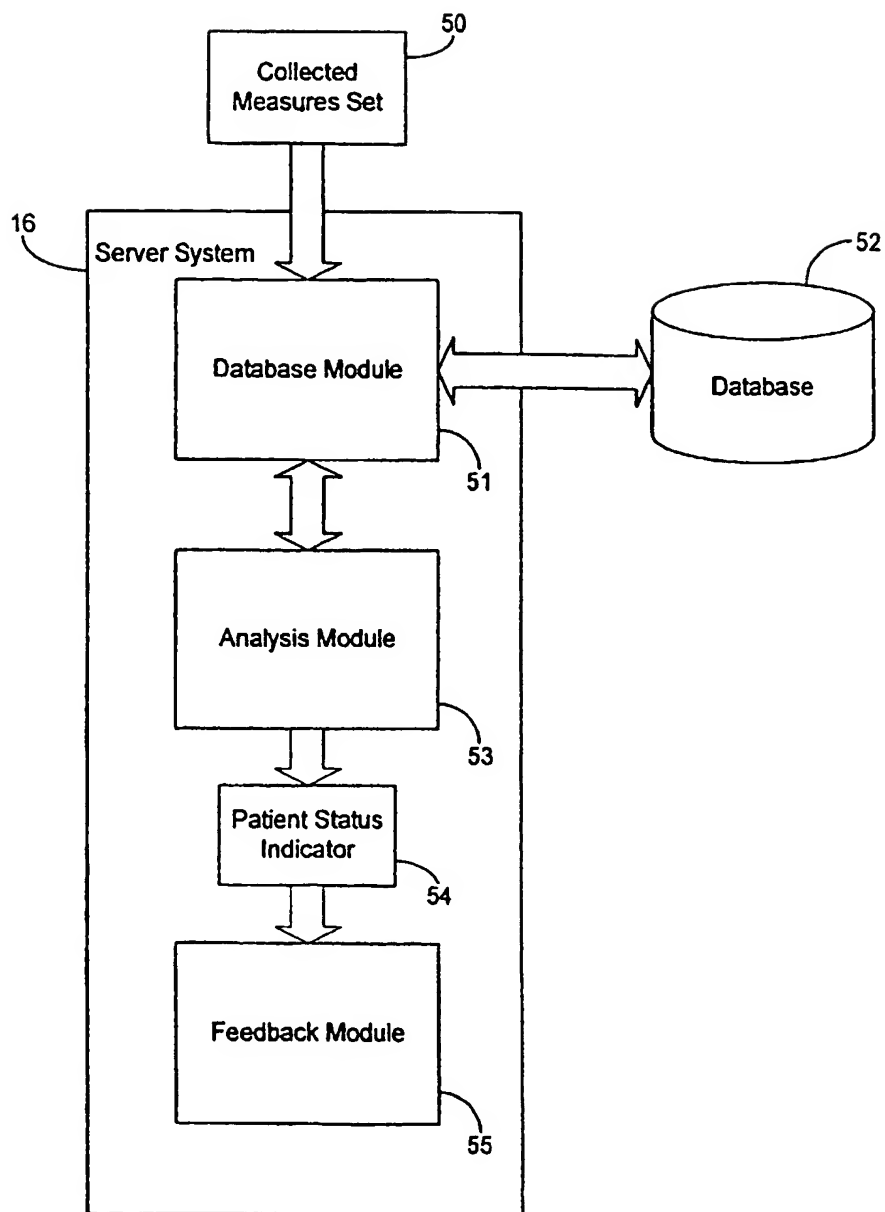 50
Collected
Measures Set
16
Server System
52
Database Module
Database
51
Analysis Module
53
Patient Status
Indicator
54
Feedback Module
55